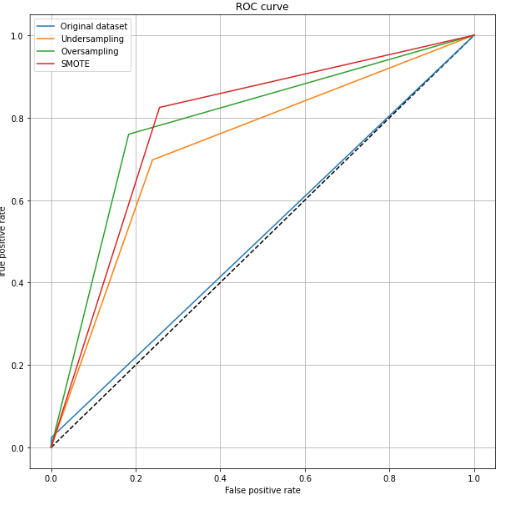 ROC curve
Original dataset
Undersampling
Oversampling
SMOTE
1.0
0.8
0.6
0.4
0.2
0.0
True positive rate
0.0 0.2 0.4 0.6 0.8 1.0
False positive rate